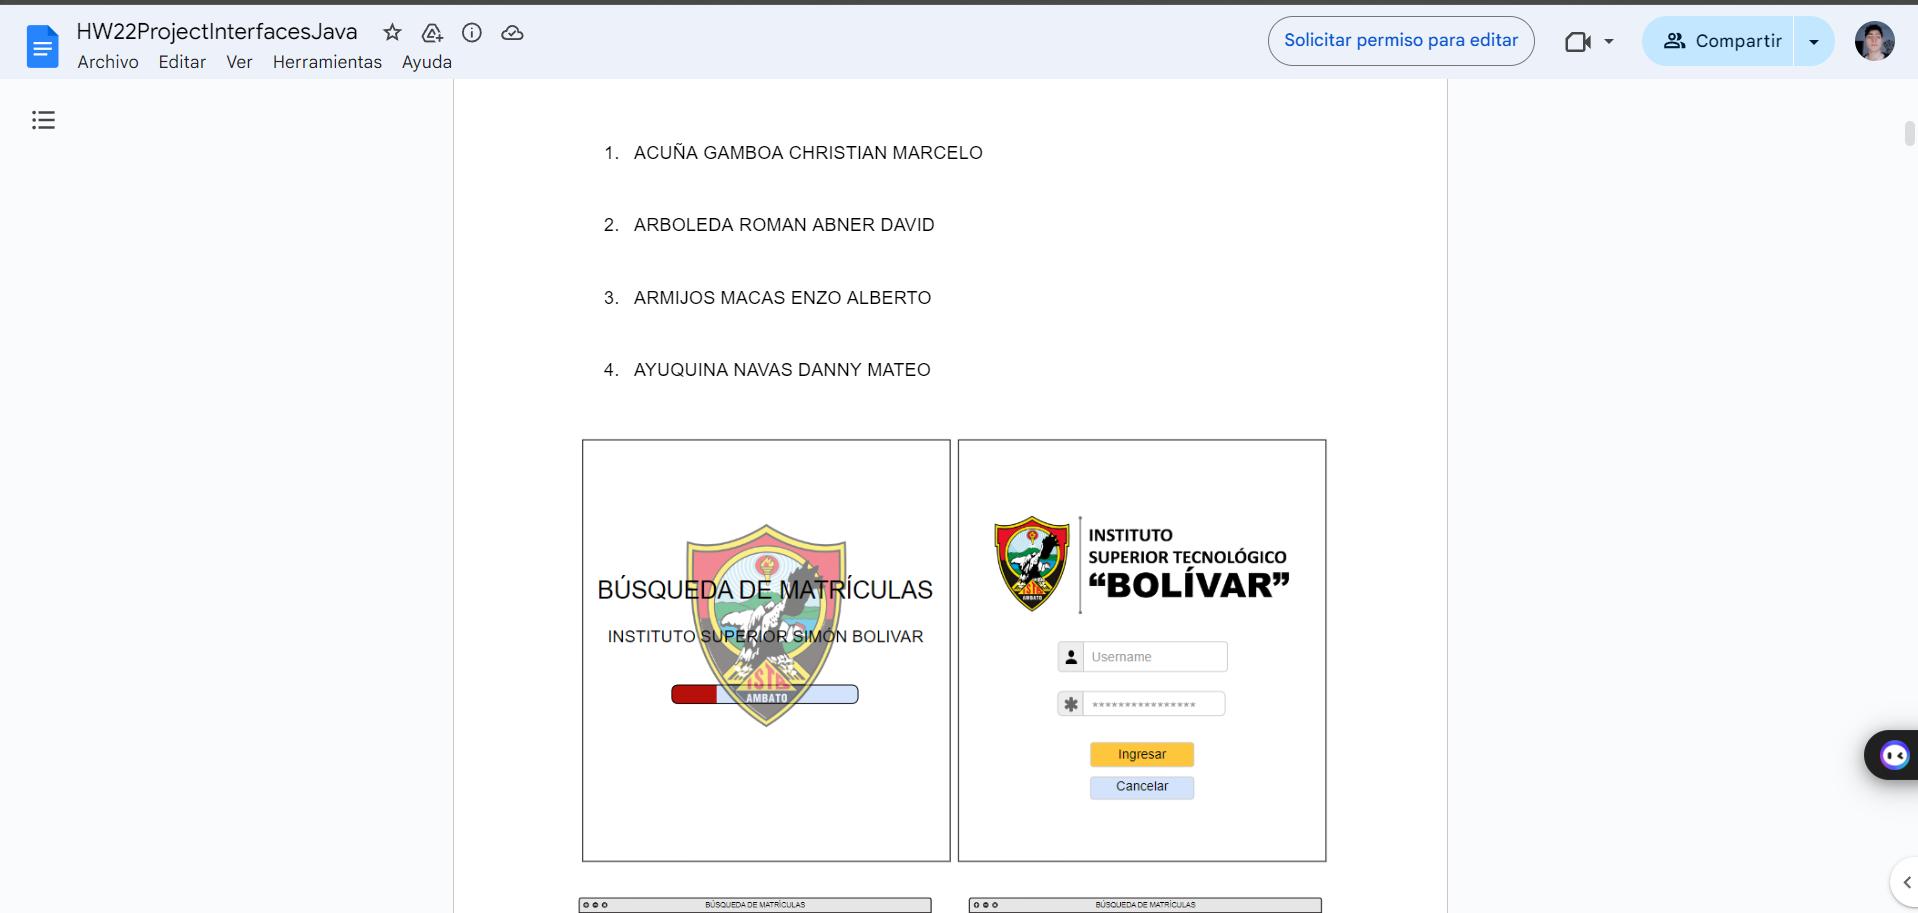 HW22ProjectInterfacesJava
Archivo Editar Ver Herramientas Ayuda
Solicitar permiso para editar
Compartir
1. ACUÑA GAMBOA CHRISTIAN MARCELO
2. ARBOLEDA ROMAN ABNER DAVID
3. ARMIJOS MACAS ENZO ALBERTO
4. AYUQUINA NAVAS DANNY MATEO
BÚSQUEDA DE MATRÍCULAS
INSTITUTO SUPERIOR SIMÓN BOLIVAR
ISTB
AMBATO
INSTITUTO
SUPERIOR TECNOLÓGICO
“BOLÍVAR”
ISTB
AMBATO
Username
****************
Ingresar
Cancelar
BÚSQUEDA DE MATRÍCULAS
BÚSQUEDA DE MATRÍCULAS